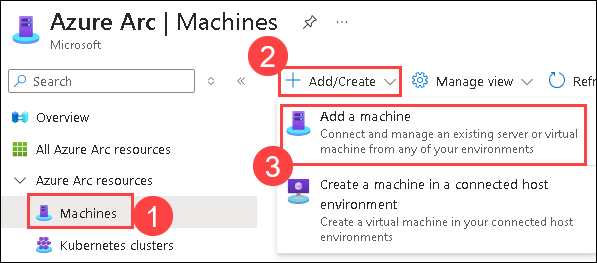 Azure Arc | Machines
Microsoft
2
Search
Add/Create
Manage view
Refr
Overview
All Azure Arc resources
Azure Arc resources
Machines
1
Kubernetes clusters
Add a machine
Connect and manage an existing server or virtual
machine from any of your environments
3
Create a machine in a connected host
environment
Create a virtual machine in your connected host
environments